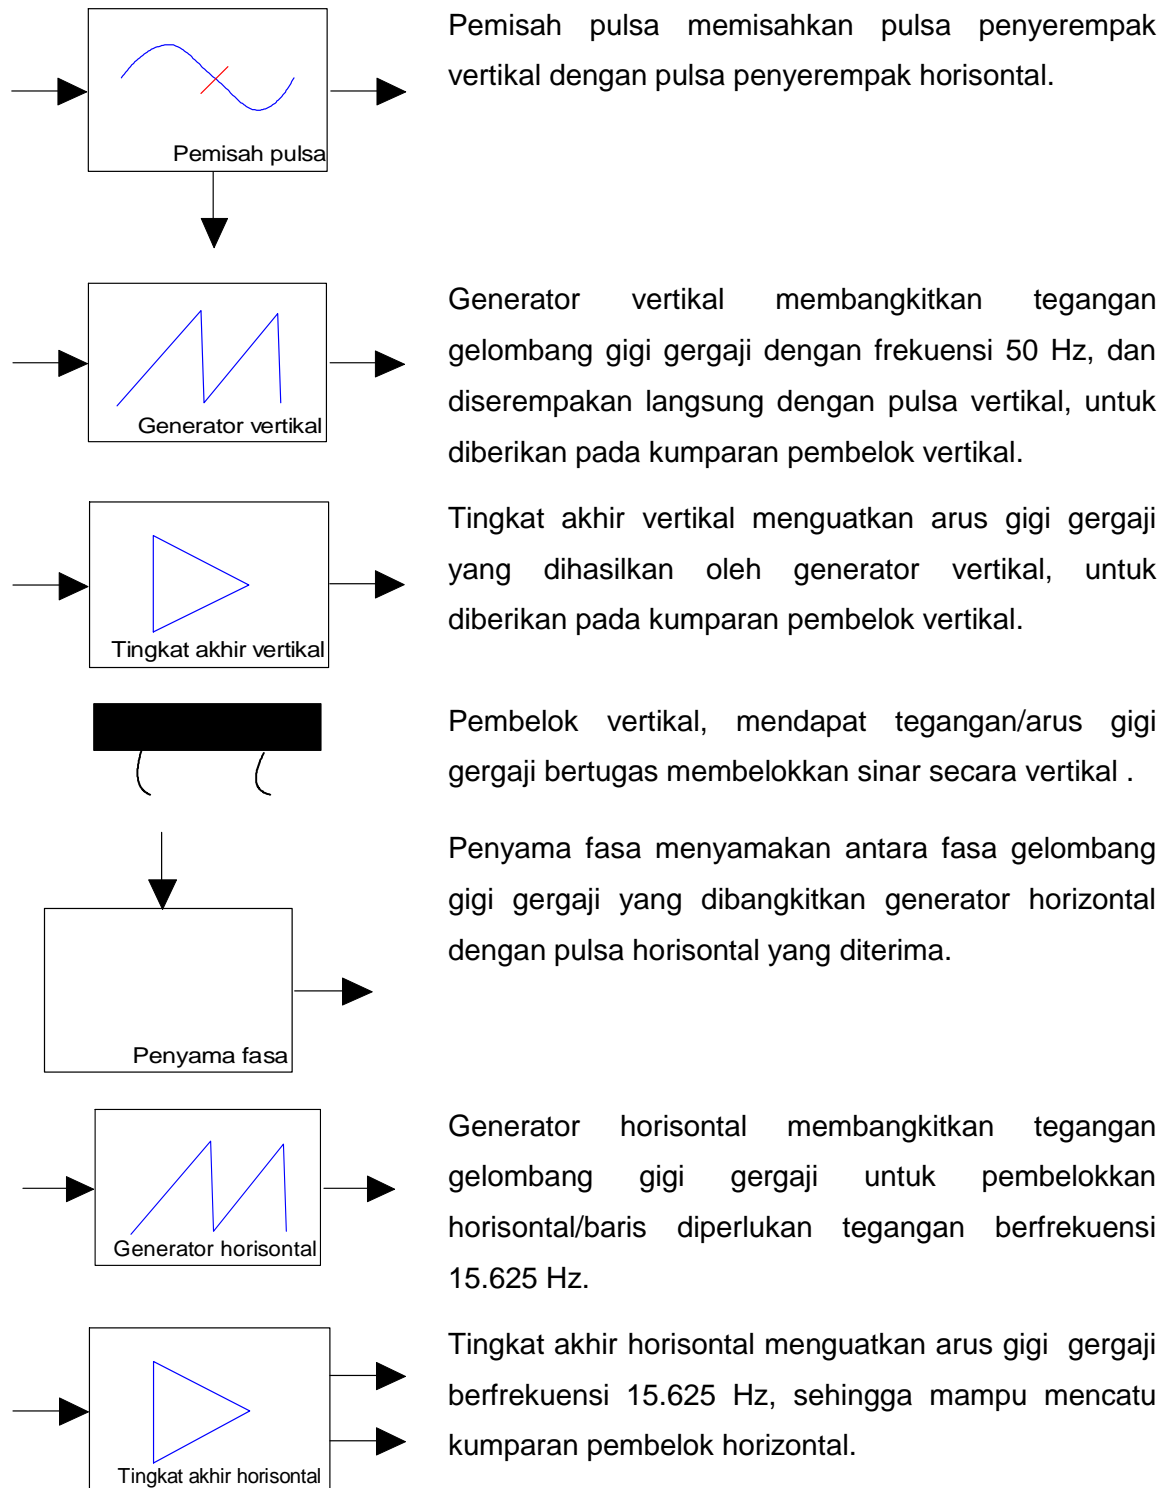 Pemisah pulsa memisahkan pulsa penyerempak
vertikal dengan pulsa penyerempak horisontal.
Pemisah pulsa
Generator vertikal membangkitkan tegangan
gelombang gigi gergaji dengan frekuensi 50 Hz, dan
diserempakan langsung dengan pulsa vertikal, untuk
diberikan pada kumparan pembelok vertikal.
Generator vertikal
Tingkat akhir vertikal menguatkan arus gigi gergaji
yang dihasilkan oleh generator vertikal, untuk
diberikan pada kumparan pembelok vertikal.
Tingkat akhir vertikal
Pembelok vertikal, mendapat tegangan/arus gigi
gergaji bertugas membelokkan sinar secara vertikal .
Penyama fasa menyamakan antara fasa gelombang
gigi gergaji yang dibangkitkan generator horizontal
dengan pulsa horisontal yang diterima.
Penyama fasa
Generator horisontal membangkitkan tegangan
gelombang gigi gergaji untuk pembelokkan
horisontal/baris diperlukan tegangan berfrekuensi
15.625 Hz.
Generator horisontal
Tingkat akhir horisontal menguatkan arus gigi gergaji
berfrekuensi 15.625 Hz, sehingga mampu mencatu
kumparan pembelok horizontal.
Tingkat akhir horisontal